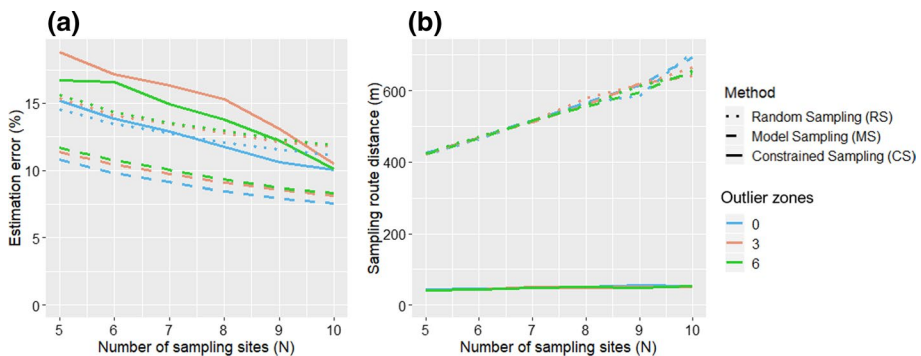 (a)
Estimation error (%)
15
10
5
0
5 6 7 8 9 10
Number of sampling sites (N)
(b)
Sampling route distance (m)
600
400
200
0
5 6 7 8 9 10
Number of sampling sites (N)
Method
Random Sampling (RS)
Model Sampling (MS)
Constrained Sampling (CS)
Outlier zones
0
3
6